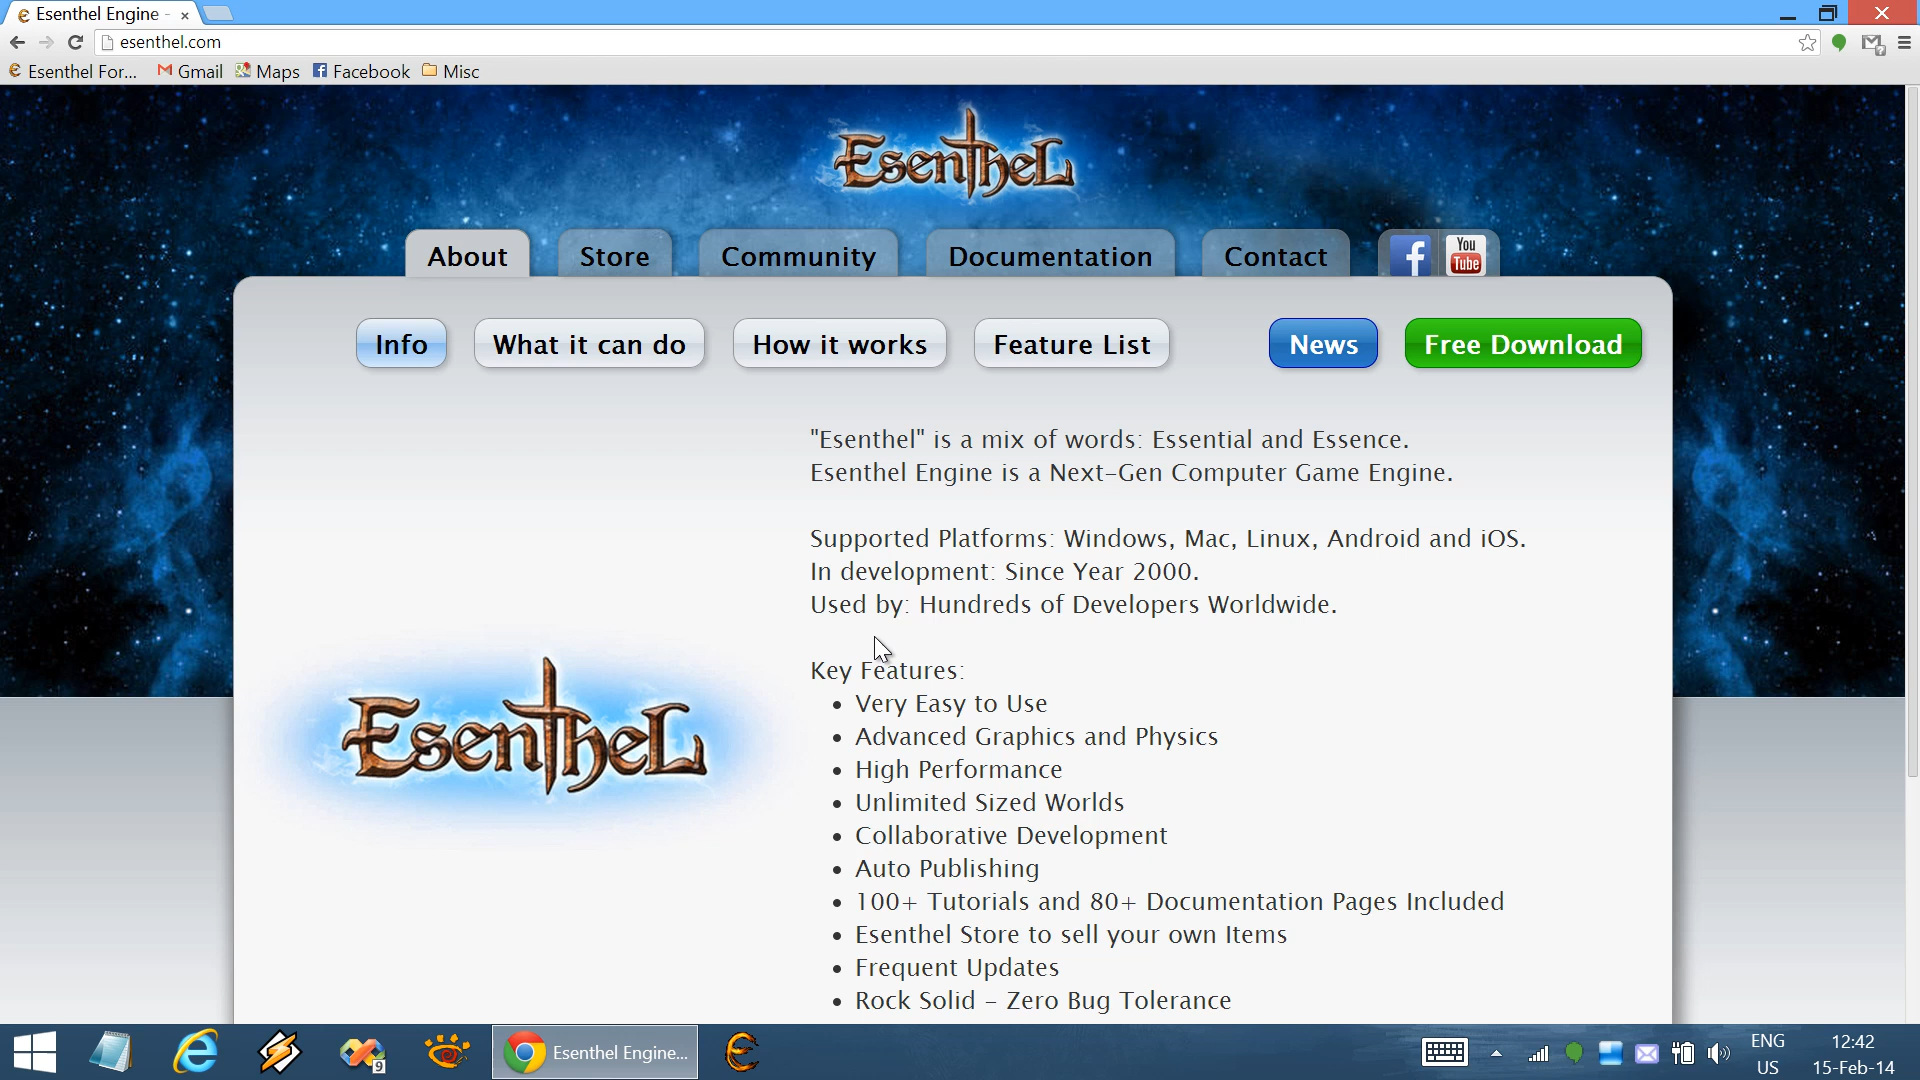 Esenthel Engine -
esenthel.com
Esenthel For...
Gmail
Maps
Facebook
Misc
Esenthel
About
Store
Community
Documentation
Contact
f
You
Tube
Info
What it can do
How it works
Feature List
News
Free Download
"Esenthel" is a mix of words: Essential and Essence.
Esenthel Engine is a Next-Gen Computer Game Engine.
Supported Platforms: Windows, Mac, Linux, Android and iOS.
In development: Since Year 2000.
Used by: Hundreds of Developers Worldwide.
Esenthel
Key Features:
• Very Easy to Use
• Advanced Graphics and Physics
• High Performance
• Unlimited Sized Worlds
• Collaborative Development
• Auto Publishing
• 100+ Tutorials and 80+ Documentation Pages Included
• Esenthel Store to sell your own Items
• Frequent Updates
• Rock Solid - Zero Bug Tolerance
9
Esenthel Engine...
ENG
US
12:42
15-Feb-14